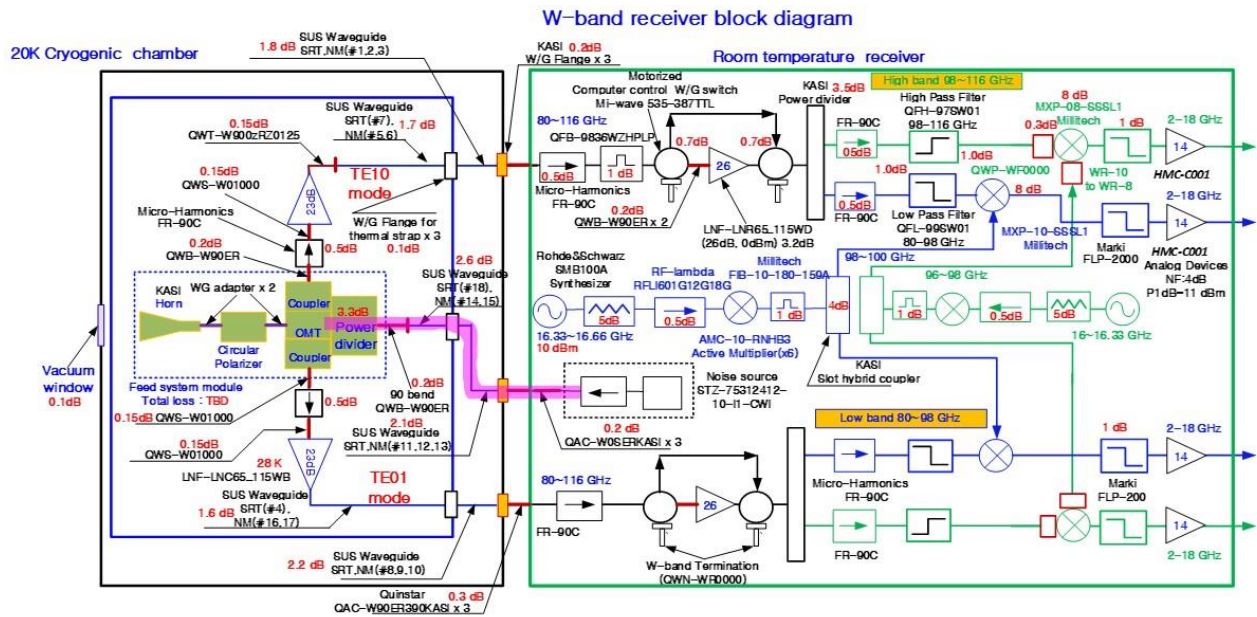 W-band receiver block diagram
20K Cryogenic chamber
1.8 dB
SUS Waveguide
SRT,NM(#1,2,3)
KASI 0.2dB
W/G Flange x 3
Room temperature receiver
Motorized
Computer control W/G switch
Mi-wave 535-387TTL
KASI 3.5dB
Power divider
High band 98~116 GHz
80~116 GHz
QFB-9836WZHPLP
0.5dB
1 dB
Micro-Harmonics
FR-90C
0.7dB
26
0.7dB
0.2dB
QWB-W90ER x 2
LNF-LNR65_115WD
(26dB, 0dBm) 3.2dB
FR-90C
05dB
High Pass Filter
QFH-97SW01
98-116 GHz
1.0dB
0.3dB
8 dB
MXP-08-SSSL1
Millitech
1 dB
2-18 GHz
14
HMC-C001
WR-10
to WR-8
0.5dB
FR-90C
1.0dB
Low Pass Filter
QFL-99SW01
80-98 GHz
QWP-WF0000
8 dB
MXP-10-SSSL1
Millitech
Marki
FLP-2000
2-18 GHz
14
HMC-C001
Analog Devices
NF:4dB
P1dB-11 dBm
0.15dB
QWT-W900zRZ0125
SUS Waveguide
SRT(#7),
NM(#5,6)
1.7 dB
0.15dB
QWS-W01000
23dB
TE10
mode
Micro-Harmonics
FR-90C
0.2dB
QWB-W90ER
0.5dB
W/G Flange for
thermal strap x 3
0.1dB
2.6 dB
SUS Waveguide
SRT(#18),
NM(#14,15)
KASI
Horn
WG adapter x 2
Circular
Polarizer
Coupler
OMT
Coupler
3.3dB
Power
divider
Feed system module
Total loss : TBD
Vacuum
window
0.1dB
0.2dB
90 bend
QWB-W90ER
0.15dB QWS-W01000
0.5dB
2.1dB
SUS Waveguide
SRT,NM(#11,12,13)
0.15dB
QWS-W01000
23dB
28 K
LNF-LNC65_115WB
SUS Waveguide
SRT(#4),
NM(#16,17)
1.6 dB
TE01
mode
2.2 dB
SUS Waveguide
SRT,NM(#8,9,10)
Quinstar 0.3 dB
QAC-W90ER390KASI x 3
Rohde&Schwarz
SMB100A
Synthesizer
16.33~16.66 GHz
10 dBm
5dB
RF-lambda
RFLI601G12G18G
0.5dB
Millitech
FIB-10-180-159A
1 dB
AMC-10-RNHB3
Active Multiplier(x6)
98~100 GHz
4dB
KASI
Slot hybrid coupler
96~98 GHz
1 dB
0.5dB
5dB
16~16.33 GHz
Noise source
STZ-75312412-
10-I1-CWI
0.2 dB
QAC-W0SERKASI x 3
80~116 GHz
FR-90C
26
W-band Termination
(QWN-WR0000)
Low band 80~98 GHz
Micro-Harmonics
FR-90C
1 dB
Marki
FLP-200
2-18 GHz
14
FR-90C
14
2-18 GHz